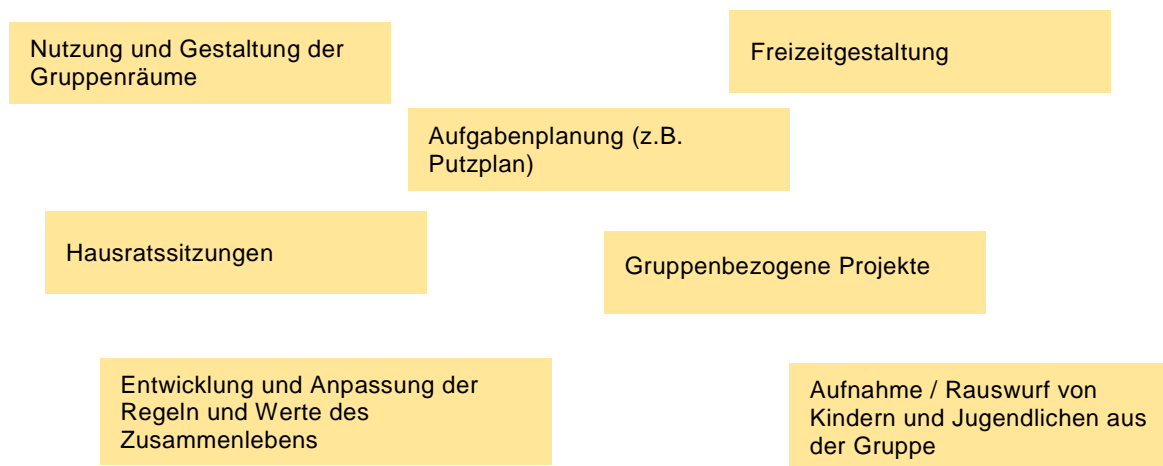 Nutzung und Gestaltung der
Gruppenräume
Freizeitgestaltung
Aufgabenplanung (z.B.
Putzplan)
Hausratssitzungen
Gruppenbezogene Projekte
Entwicklung und Anpassung der
Regeln und Werte des
Zusammenlebens
Aufnahme / Rauswurf von
Kindern und Jugendlichen aus
der Gruppe